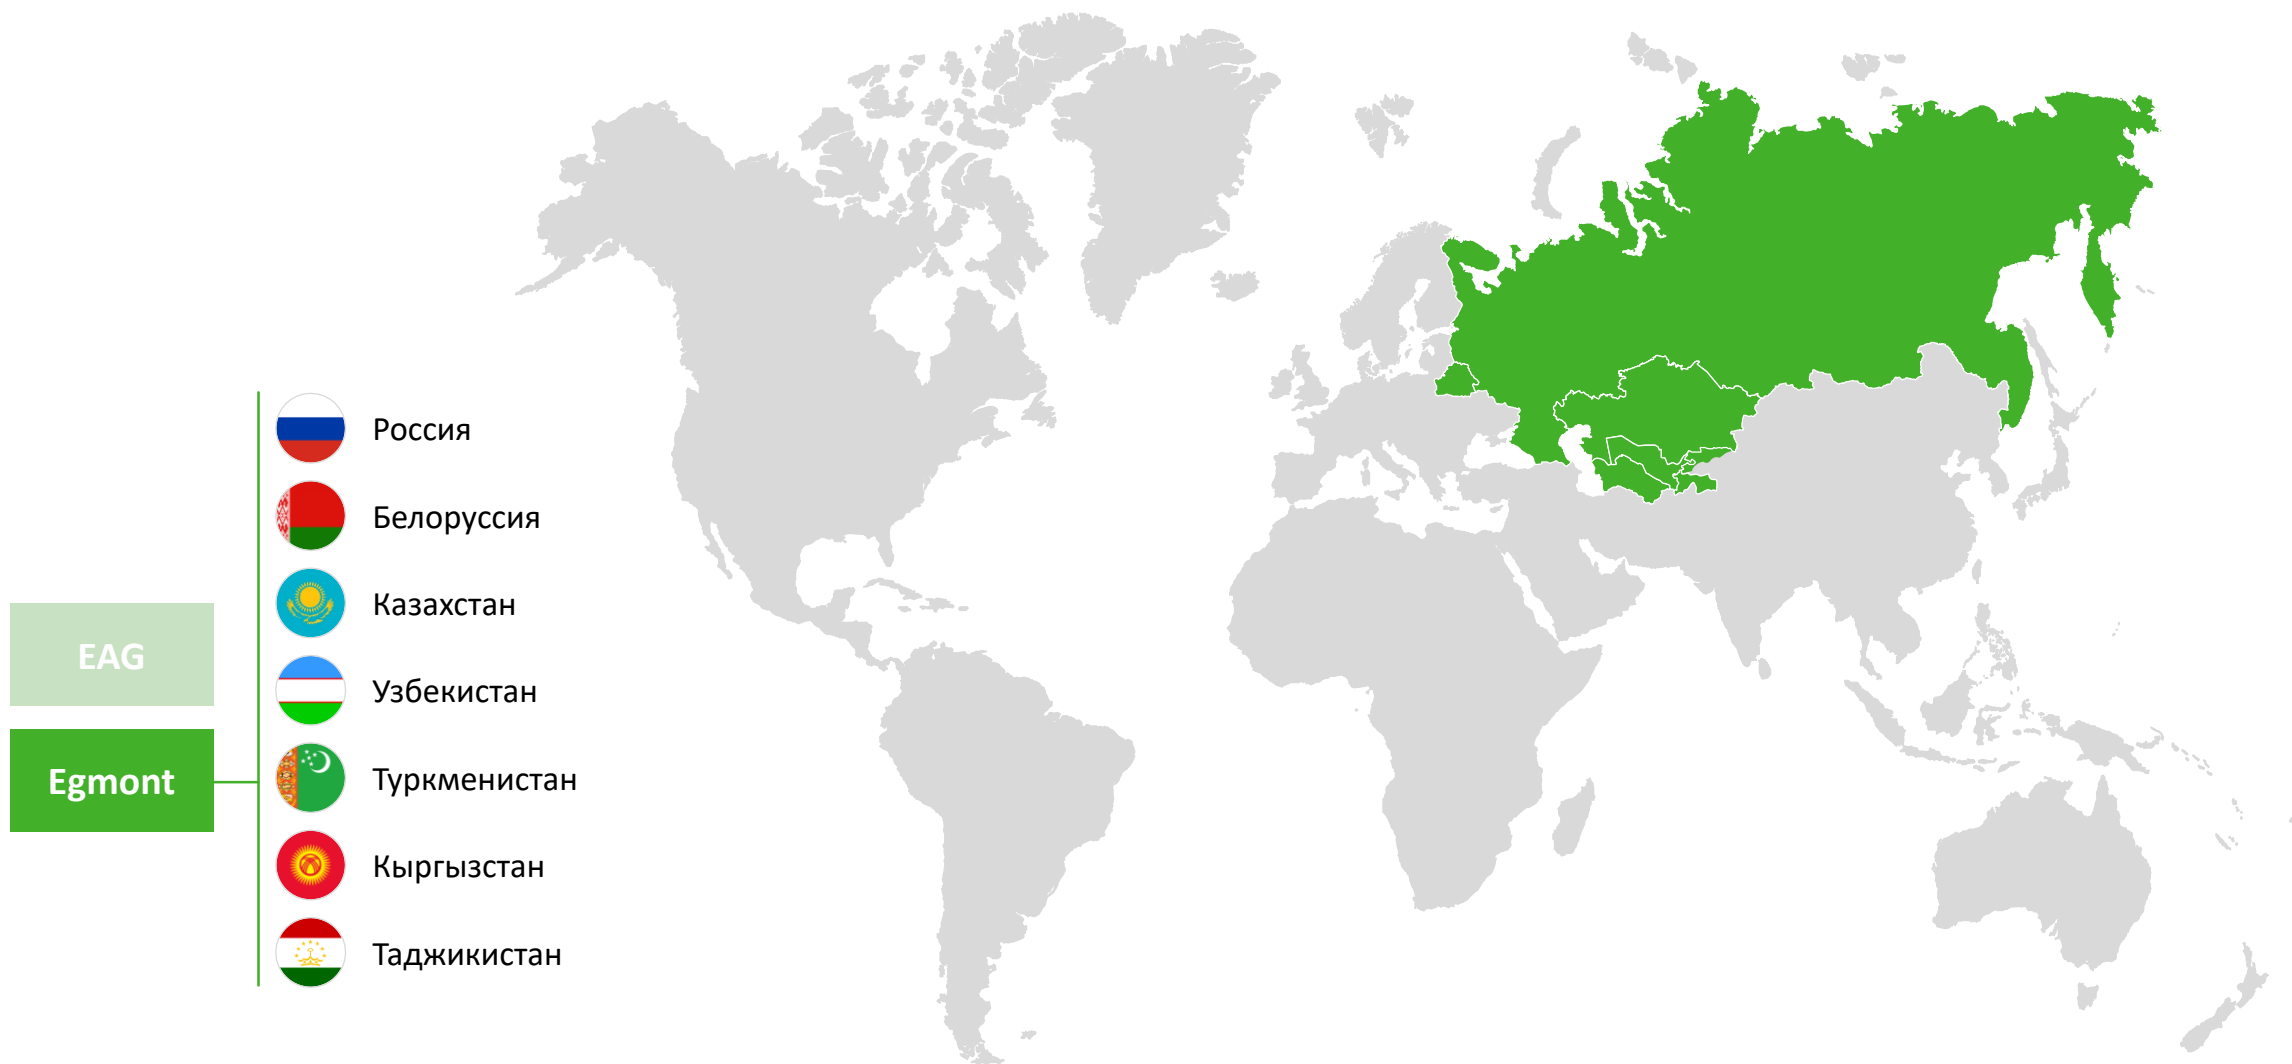 EAG
Egmont
Россия
Белоруссия
Казахстан
Узбекистан
Туркменистан
Кыргызстан
Таджикистан